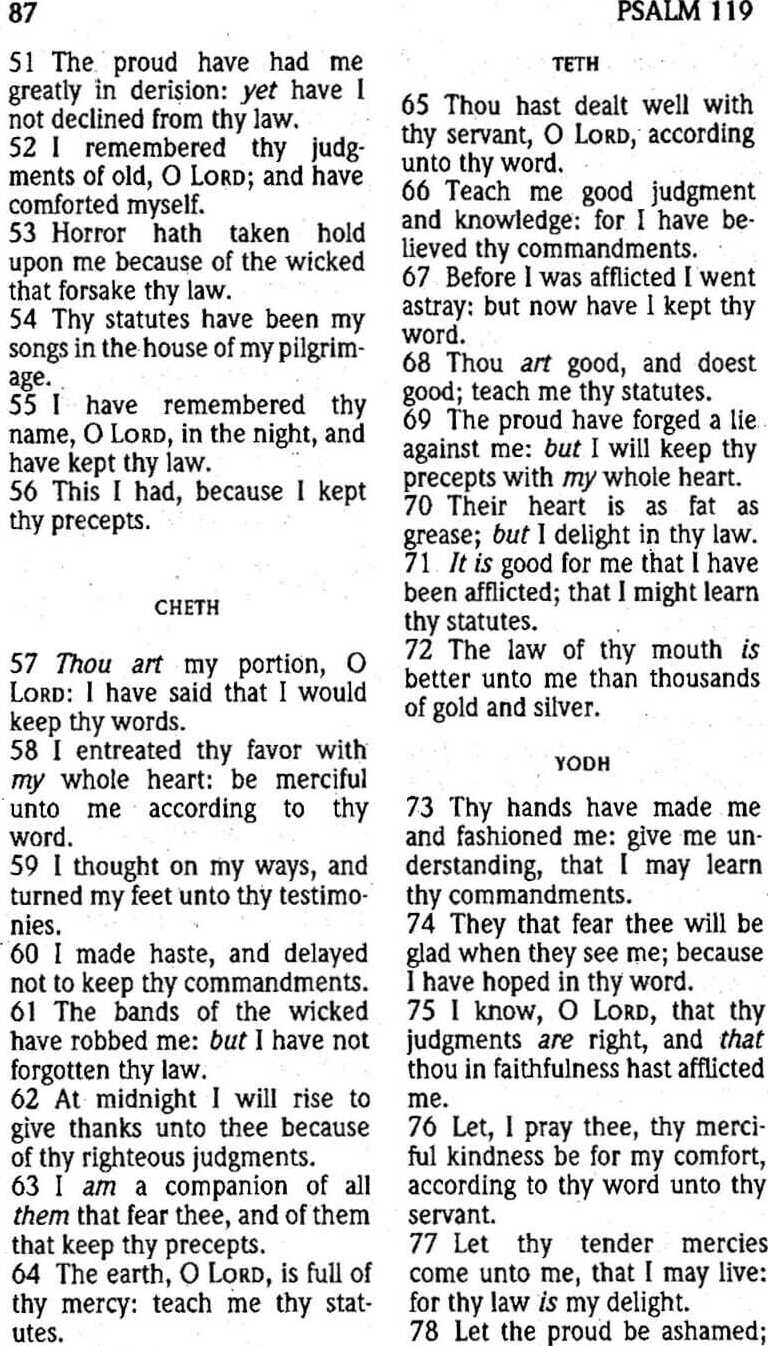 87
PSALM 119
51 The proud have had me
greatly in derision: yet have I
not declined from thy law.
52 I remembered thy judg-
ments of old, O LORD; and have
comforted myself.
53 Horror hath taken hold
upon me because of the wicked
that forsake thy law.
54 Thy statutes have been my
songs in the house of my pilgrim-
age.
55 I have remembered thy
name, O LORD, in the night, and
have kept thy law.
56 This I had, because I kept
thy precepts.
CHETH
57 Thou art my portion, O
LORD: I have said that I would
keep thy words.
58 I entreated thy favor with
my whole heart: be merciful
unto me according to thy
word.
59 I thought on my ways, and
turned my feet unto thy testimo-
nies.
60 I made haste, and delayed
not to keep thy commandments.
61 The bands of the wicked
have robbed me: but I have not
forgotten thy law.
62 At midnight I will rise to
give thanks unto thee because
of thy righteous judgments.
63 I am a companion of all
them that fear thee, and of them
that keep thy precepts.
64 The earth, O LORD, is full of
thy mercy: teach me thy stat-
utes.
TETH
65 Thou hast dealt well with
thy servant, O LORD, according
unto thy word.
66 Teach me good judgment
and knowledge: for I have be-
lieved thy commandments.
67 Before I was afflicted I went
astray: but now have I kept thy
word.
68 Thou art good, and doest
good; teach me thy statutes.
69 The proud have forged a lie
against me: but I will keep thy
precepts with my whole heart.
70 Their heart is as fat as
grease; but I delight in thy law.
71 It is good for me that I have
been afflicted; that I might learn
thy statutes.
72 The law of thy mouth is
better unto me than thousands
of gold and silver.
YODH
73 Thy hands have made me
and fashioned me: give me un-
derstanding, that I may learn
thy commandments.
74 They that fear thee will be
glad when they see me; because
I have hoped in thy word.
75 I know, O LORD, that thy
judgments are right, and that
thou in faithfulness hast afflicted
me.
76 Let, I pray thee, thy merci-
ful kindness be for my comfort,
according to thy word unto thy
servant.
77 Let thy tender mercies
come unto me, that I may live:
for thy law is my delight.
78 Let the proud be ashamed;